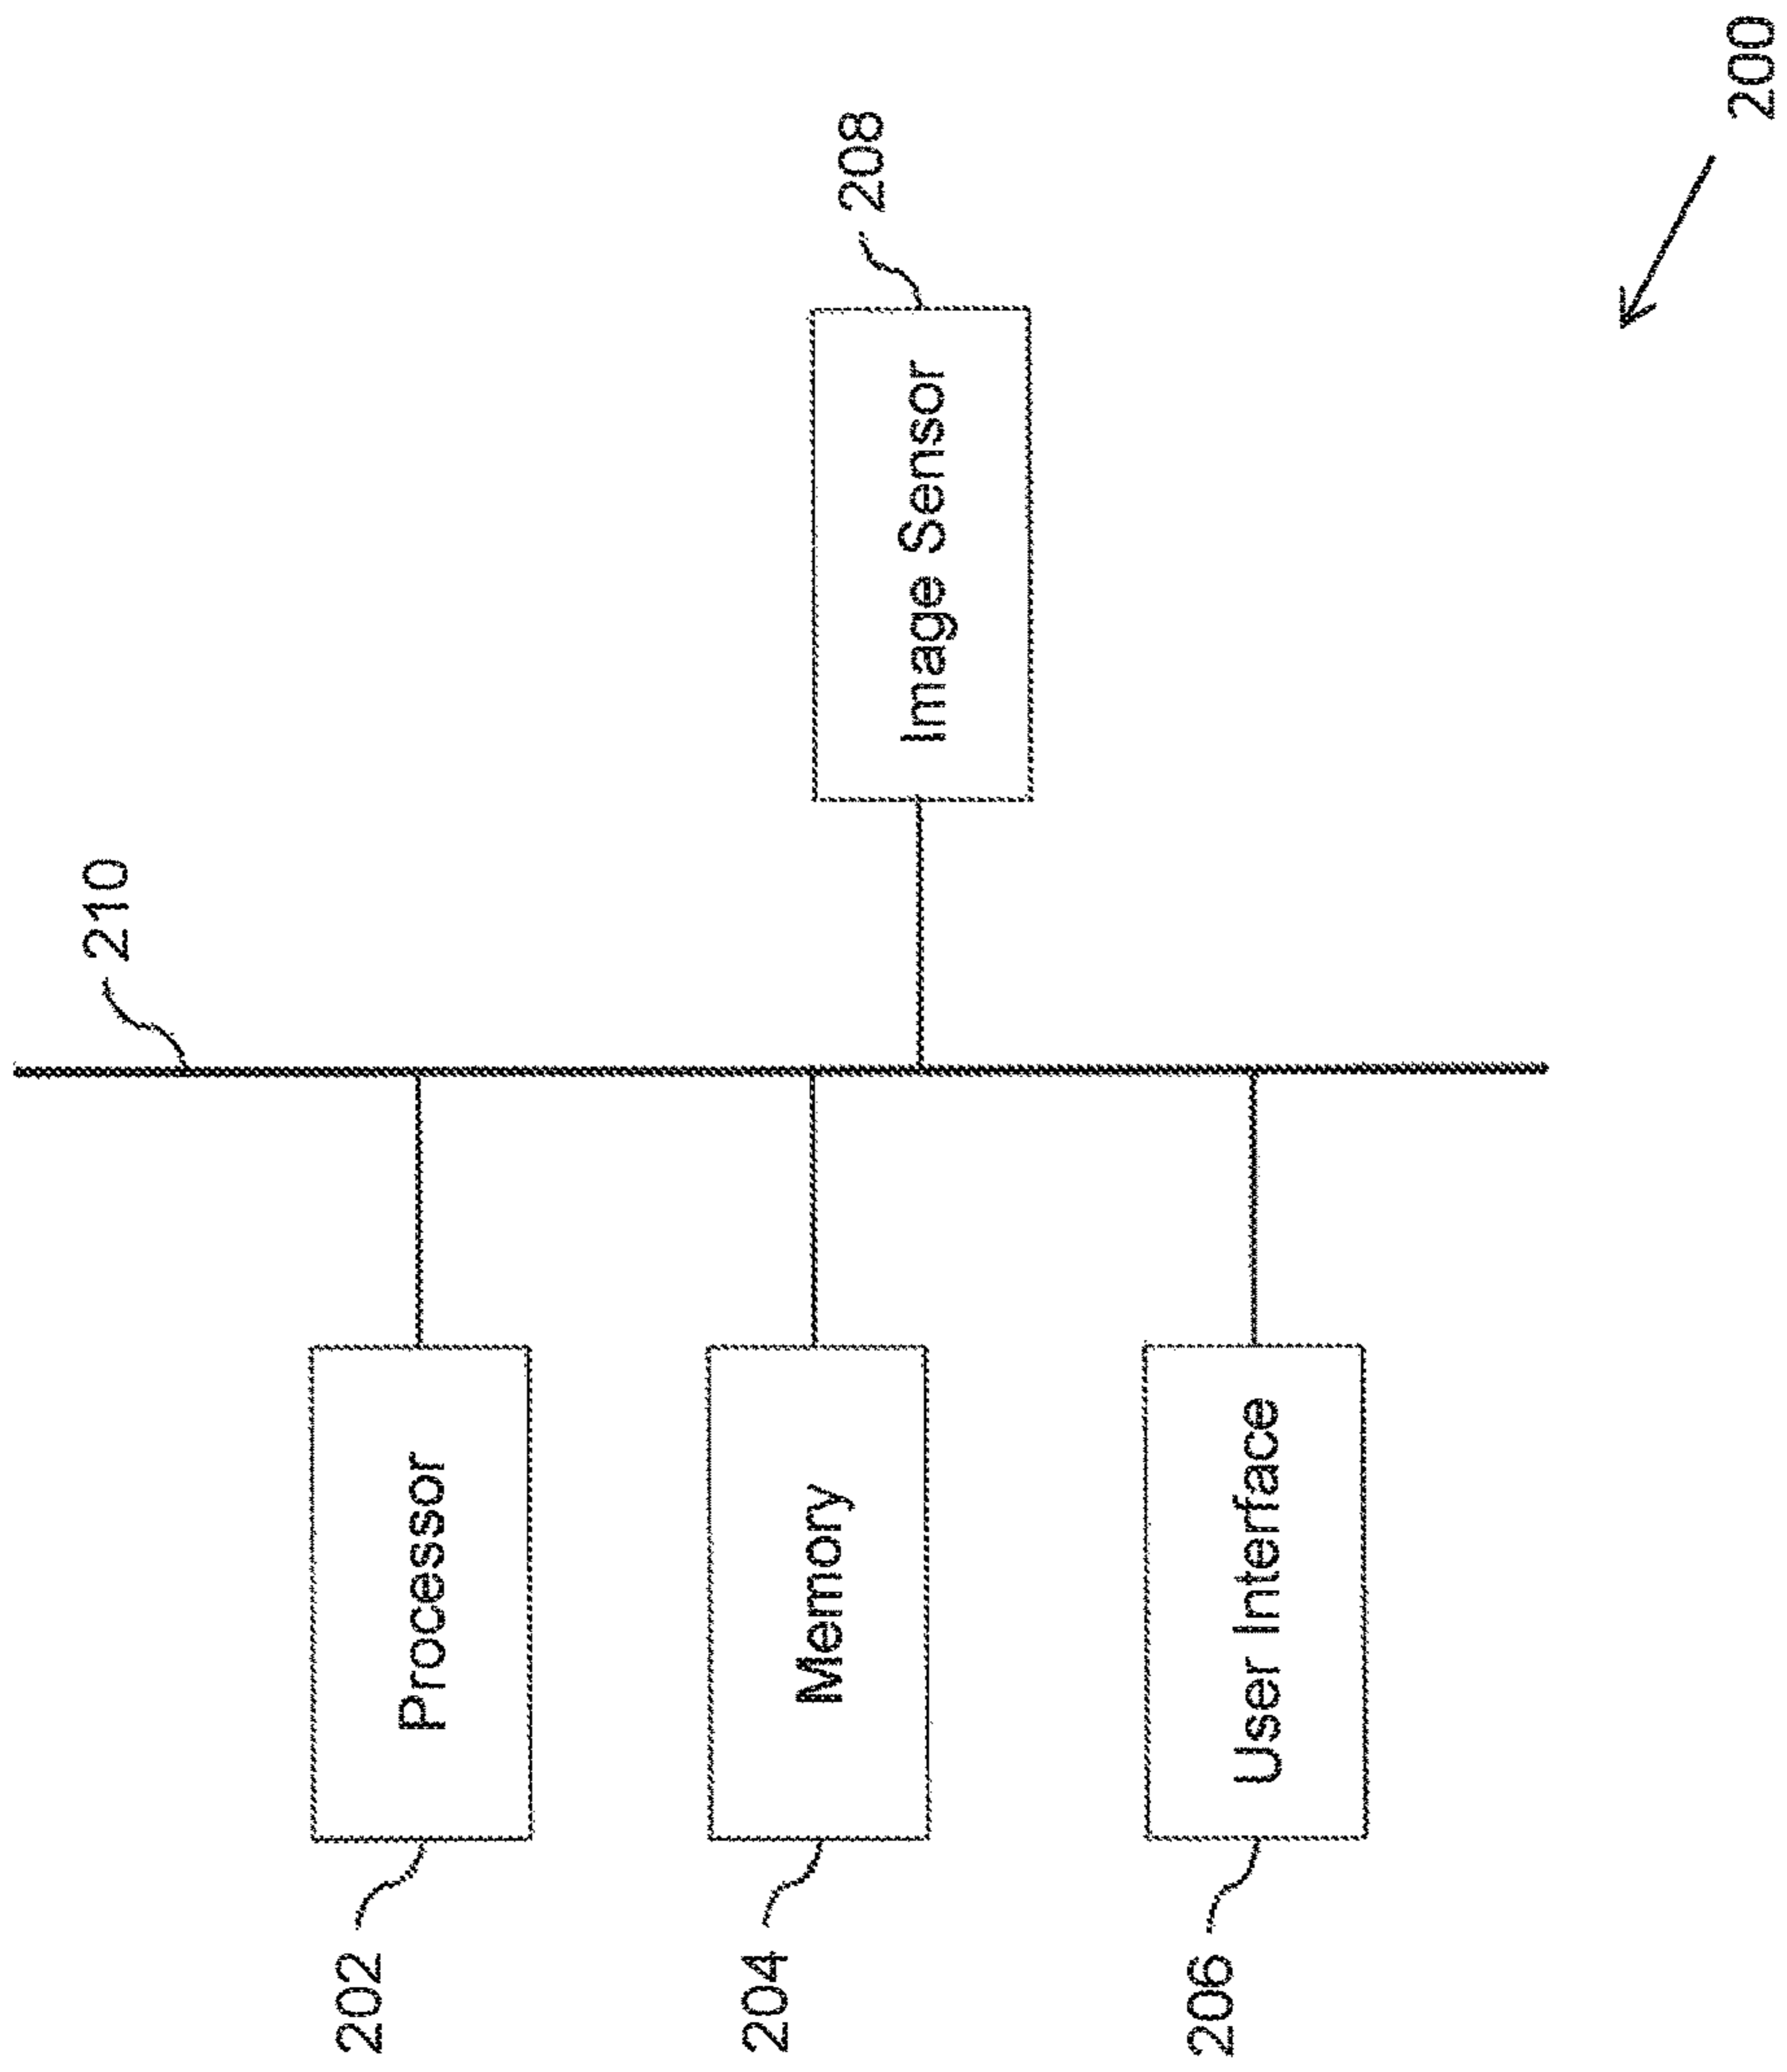 210
202
Processor
208
204
Memory
Image Sensor
206
User Interface
200